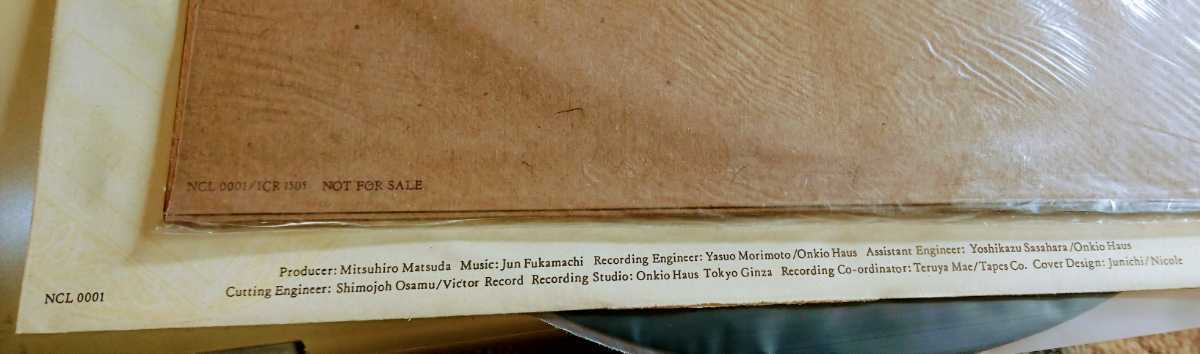 NCL 0001/ICR 1505 NOT FOR SALE
Producer: Mitsuhiro Matsuda Music: Jun Fukamachi Recording Engineer: Yasuo Morimoto/Onkio Haus Assistant Engineer: Yoshikazu Sasahara/Onkio Haus
Cutting Engineer: Shimojoh Osamu/Victor Record Recording Studio: Onkio Haus Tokyo Ginza Recording Co-ordinator: Teruya Mae/Tapes Co. Cover Design: Junichi/Nicole
NCL 0001